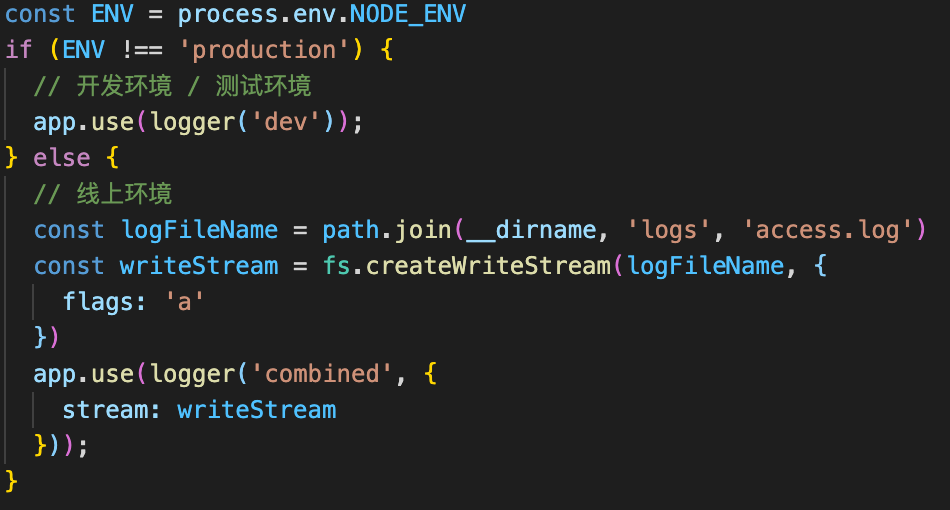 const ENV = process.env.NODE_ENV
if (ENV !== 'production') {
  // 开发环境 / 测试环境
  app.use(logger('dev'));
} else {
  // 线上环境
  const logFileName = path.join(__dirname, 'logs', 'access.log')
  const writeStream = fs.createWriteStream(logFileName, {
    flags: 'a'
  })
  app.use(logger('combined', {
    stream: writeStream
  }));
}